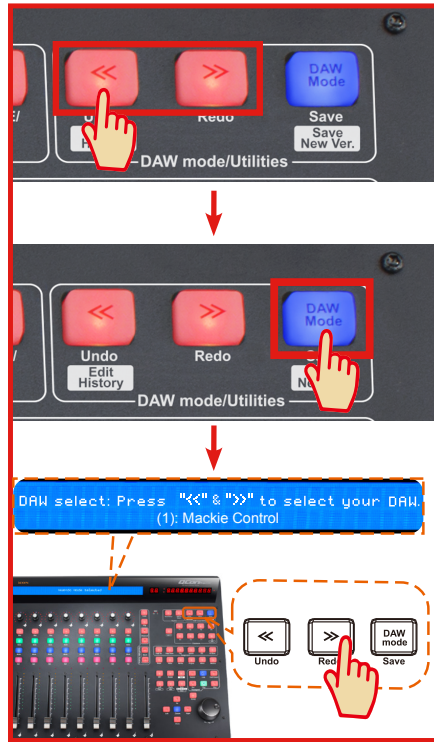 << >> DAW
Mode
E/ U Redo Save
H Save
New Ver.
DAW mode/Utilities
<< >> DAW
Mode
/ Undo Redo S
Edit
History N
DAW mode/Utilities
DAW select: Press "<<" & ">>" to select your DAW.
(1): Mackie Control
<< >> DAW
mode
Undo Redo Save